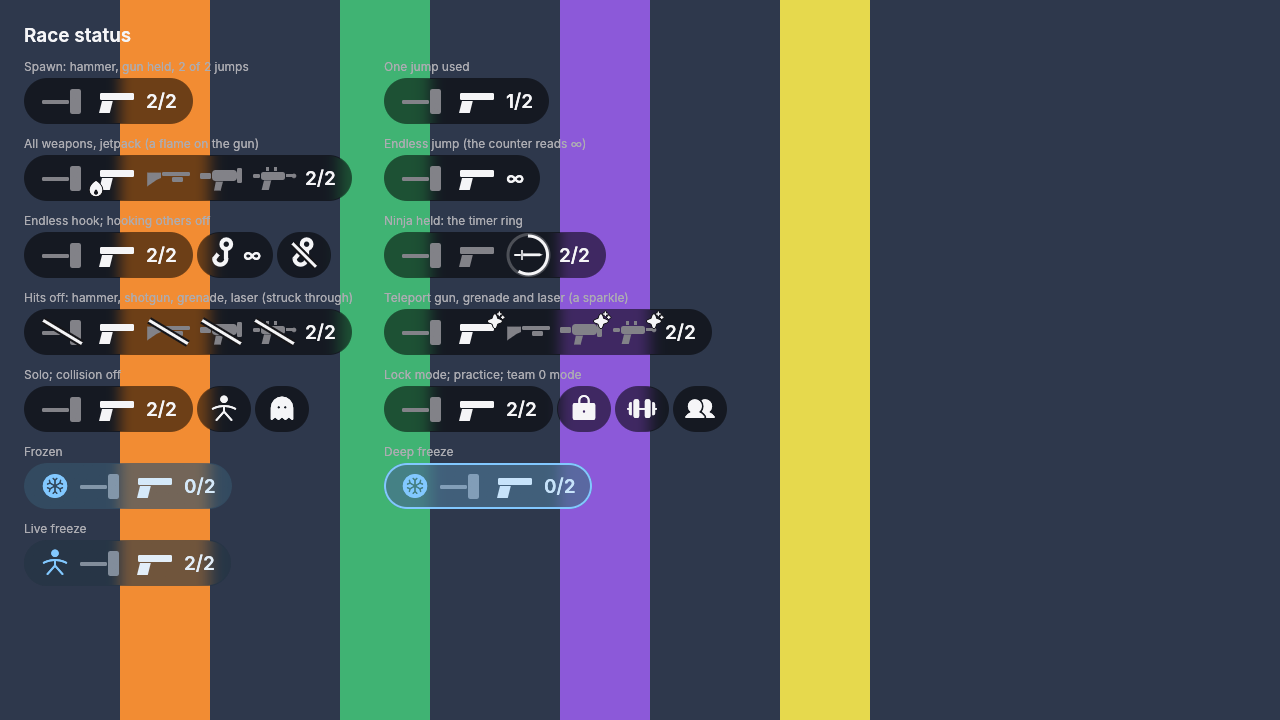 Race status
Spawn: hammer, gun held, 2 of 2 jumps
2/2
One jump used
1/2
All weapons, jetpack (a flame on the gun)
2/2
Endless jump (the counter reads ∞)
∞
Endless hook; hooking others off
2/2
∞
Ninja held: the timer ring
2/2
Hits off: hammer, shotgun, grenade, laser (struck through)
2/2
Teleport gun, grenade and laser (a sparkle)
2/2
Solo; collision off
2/2
Lock mode; practice; team 0 mode
2/2
Frozen
0/2
Deep freeze
0/2
Live freeze
2/2